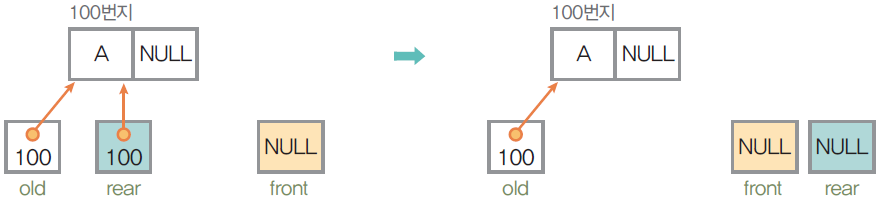 100번지
A NULL
100 100 NULL
old rear front
100번지
A NULL
100 NULL NULL
old front rear